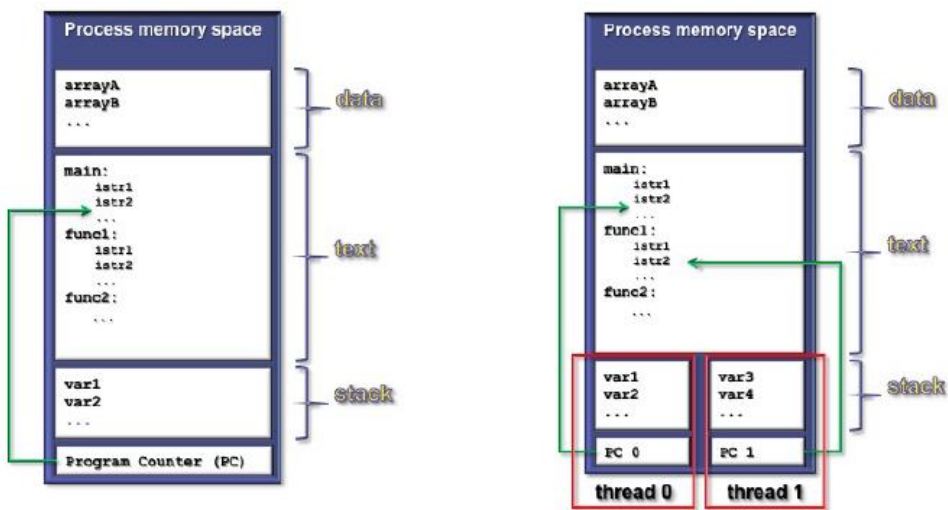 Process memory space
arrayA
arrayB
...
data
main:
istr1
istr2
...
func1:
istr1
istr2
...
func2:
...
text
var1
var2
...
stack
Program Counter (PC)
Process memory space
arrayA
arrayB
...
data
main:
istr1
istr2
...
func1:
istr1
istr2
...
func2:
...
text
var1
var2
...
var3
var4
...
stack
PC 0
PC 1
thread 0
thread 1